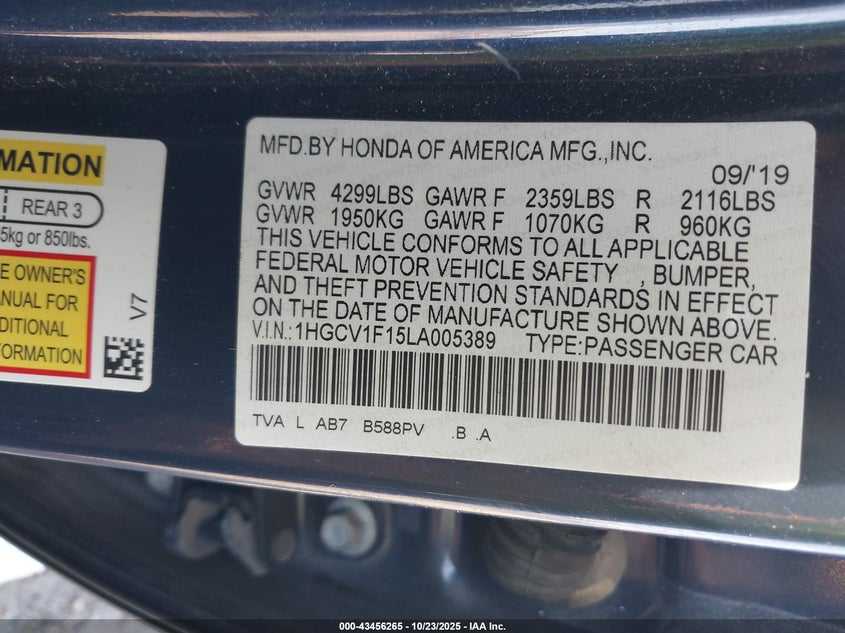 RMATION
REAR 3
5kg or 850lbs.
E OWNER'S
ANUAL FOR
DDITIONAL
FORMATION
V7
MFD.BY HONDA OF AMERICA MFG.,INC.
09/'19
GVWR 4299LBS GAWR F 2359LBS R 2116LBS
GVWR 1950KG GAWR F 1070KG R 960KG
THIS VEHICLE CONFORMS TO ALL APPLICABLE
FEDERAL MOTOR VEHICLE SAFETY , BUMPER,
AND THEFT PREVENTION STANDARDS IN EFFECT
ON THE DATE OF MANUFACTURE SHOWN ABOVE.
V.I.N.:1HGCV1F15LA005389 TYPE:PASSENGER CAR
TVA L AB7 B588PV .B .A
000-43456265 - 10/23/2025 - IAA Inc.